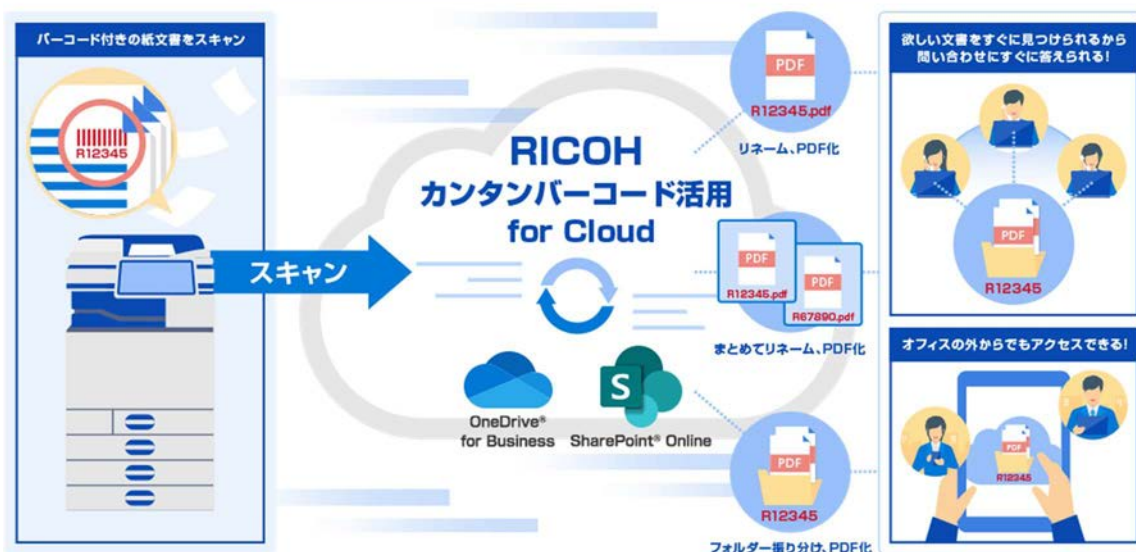 バーコード付きの紙文書をスキャン
R12345
スキャン
RICOH
カンタンバーコード活用
for Cloud
OneDrive®
for Business
S
SharePoint® Online
PDF
R12345.pdf
リネーム、PDF化
PDF
R12345.pdf
PDF
R67890.pdf
まとめてリネーム、PDF化
PDF
R12345
フォルダー振り分け、PDF化
欲しい文書をすぐに見つけられるから
問い合わせにすぐに答えられる!
PDF
R12345
オフィスの外からでもアクセスできる!
PDF
R12345